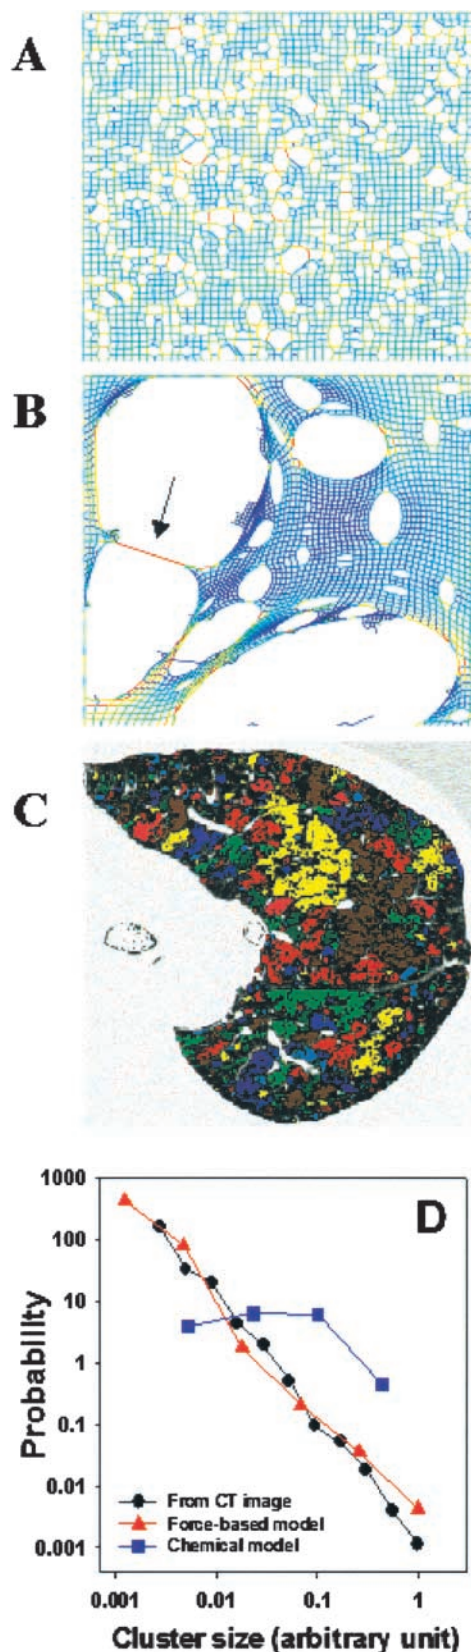 A
B
C
D
1000
100
10
1
0.1
0.01
0.001
Probability
From CT image
Force-based model
Chemical model
0.001 0.01 0.1 1
Cluster size (arbitrary unit)